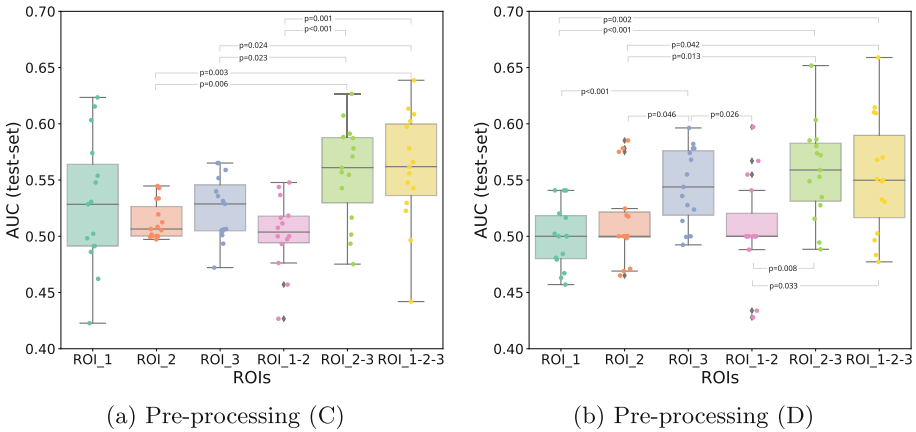 0.70
0.65
0.60
0.55
0.50
0.45
0.40
AUC (test-set)
p=0.001
p<0.001
p=0.024
p=0.023
p=0.003
p=0.006
ROI_1 ROI_2 ROI_3 ROI_1-2 ROI_2-3 ROI_1-2-3
ROIs
(a) Pre-processing (C)
0.70
0.65
0.60
0.55
0.50
0.45
0.40
AUC (test-set)
p=0.002
p<0.001
p=0.042
p=0.013
p<0.001
p=0.046 p=0.026
p=0.008
p=0.033
ROI_1 ROI_2 ROI_3 ROI_1-2 ROI_2-3 ROI_1-2-3
ROIs
(b) Pre-processing (D)